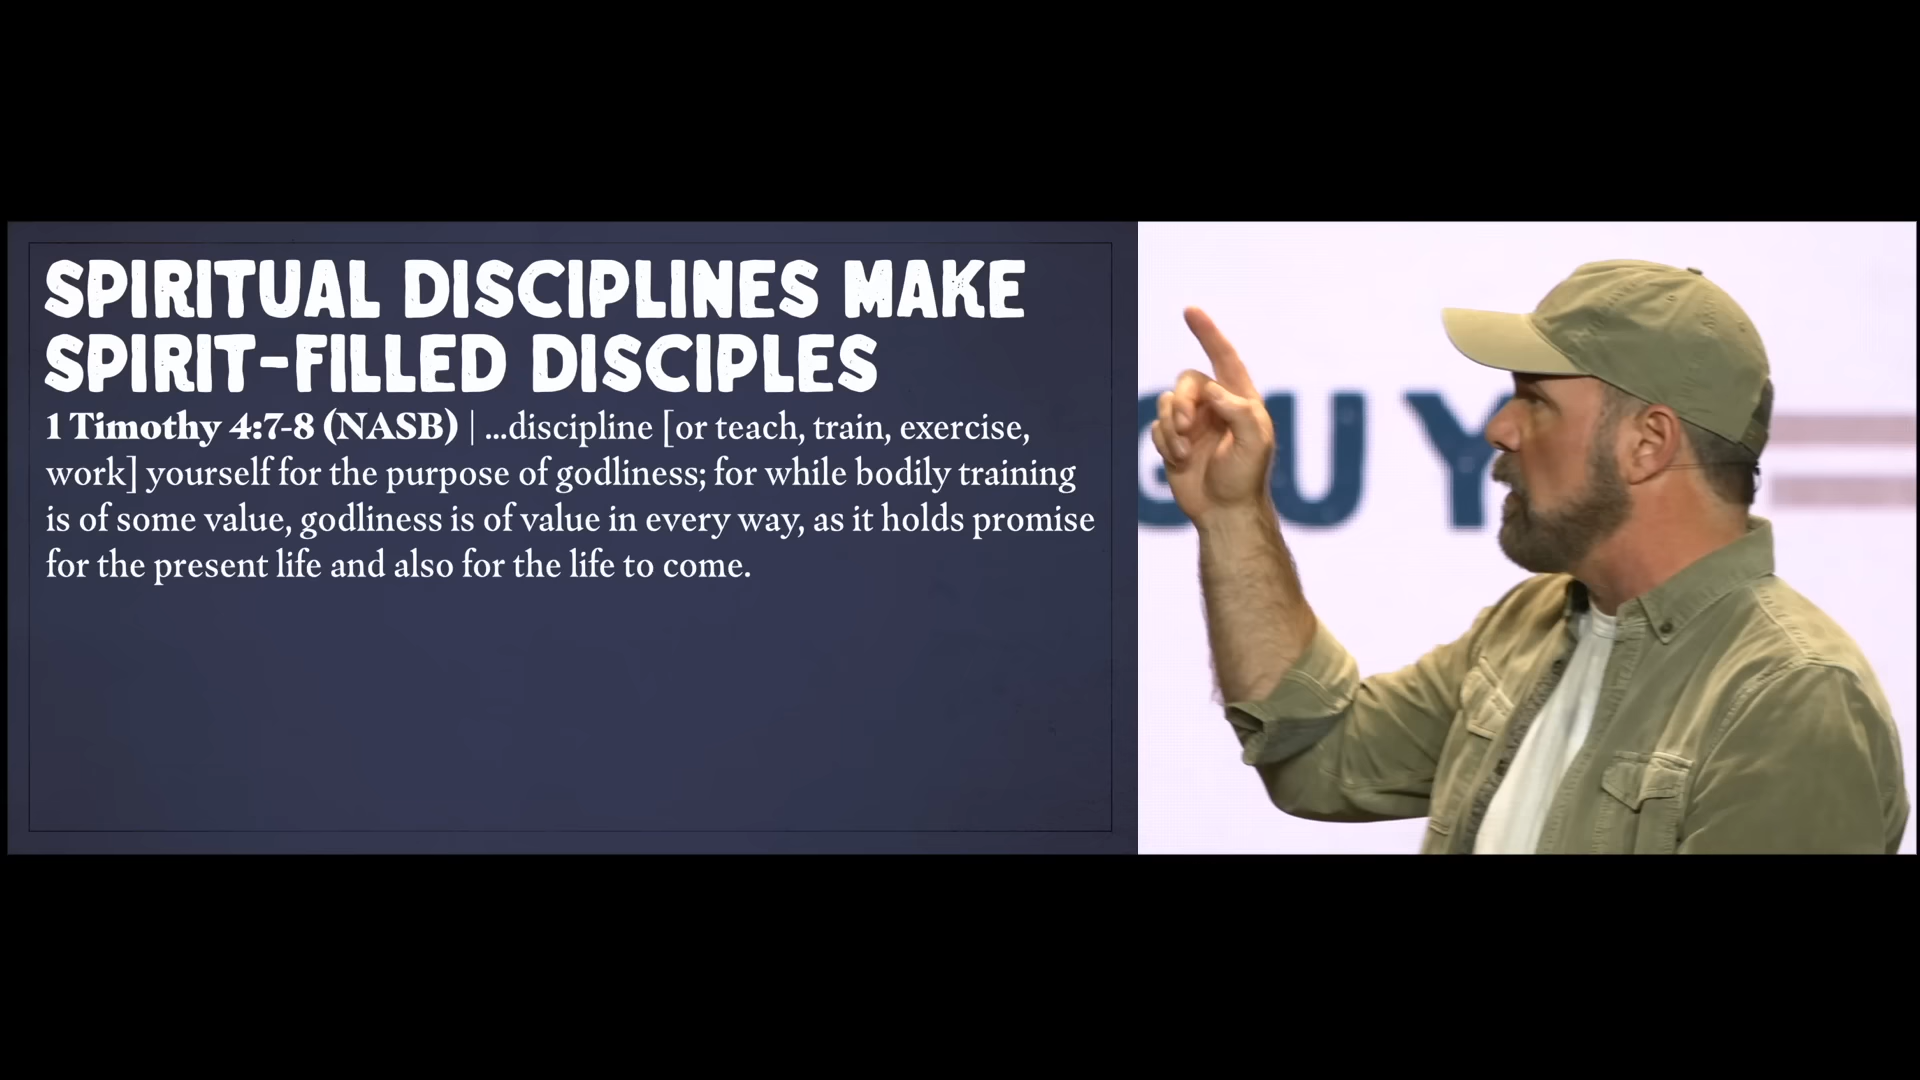 SPIRITUAL DISCIPLINES MAKE
SPIRIT-FILLED DISCIPLES
1 Timothy 4:7-8 (NASB) | ...discipline [or teach, train, exercise,
work] yourself for the purpose of godliness; for while bodily training
is of some value, godliness is of value in every way, as it holds promise
for the present life and also for the life to come.
GUY